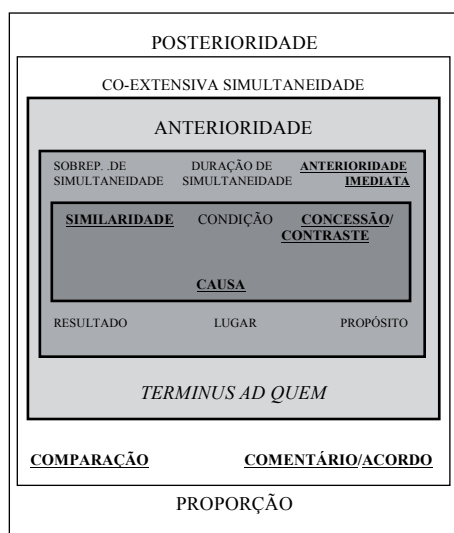 POSTERIORIDADE
CO-EXTENSIVA SIMULTANEIDADE
ANTERIORIDADE
SOBREP. .DE DURAÇÃO DE ANTERIORIDADE
SIMULTANEIDADE SIMULTANEIDADE IMEDIATA
SIMILARIDADE CONDIÇÃO CONCESSÃO/
CONTRASTE
CAUSA
RESULTADO LUGAR PROPÓSITO
TERMINUS AD QUEM
COMPARAÇÃO COMENTÁRIO/ACORDO
PROPORÇÃO